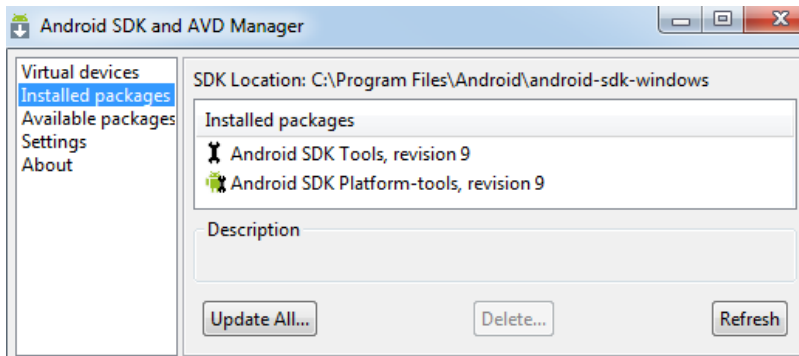 Android SDK and AVD Manager
Virtual devices
Installed packages
Available packages
Settings
About
SDK Location: C:\Program Files\Android\android-sdk-windows
Installed packages
Android SDK Tools, revision 9
Android SDK Platform-tools, revision 9
Description
Update All...
Delete...
Refresh